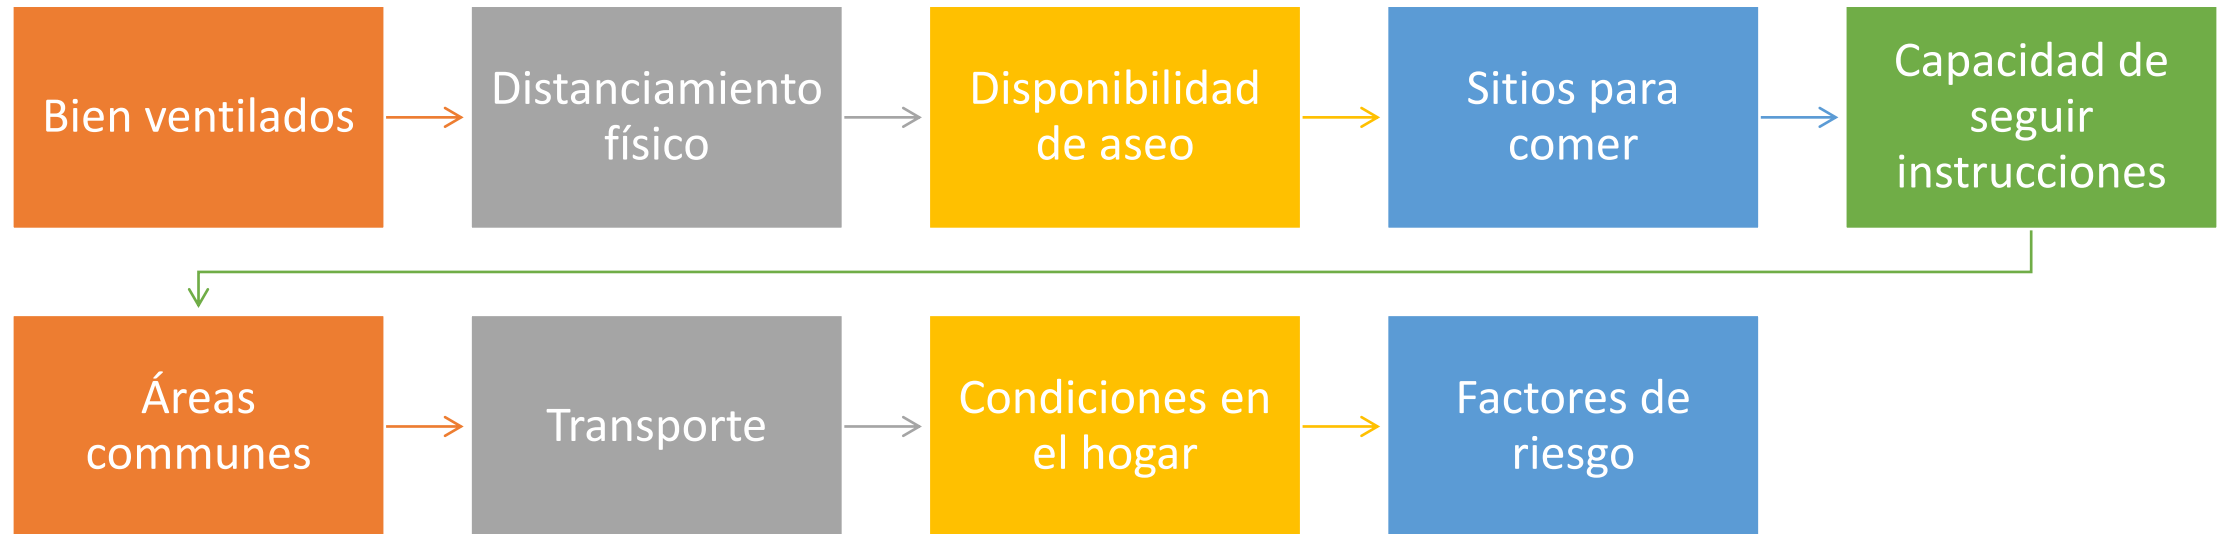 Bien ventilados
Distanciamiento
físico
Disponibilidad
de aseo
Sitios para
comer
Capacidad de
seguir
instrucciones
Áreas
communes
Transporte
Condiciones en
el hogar
Factores de
riesgo